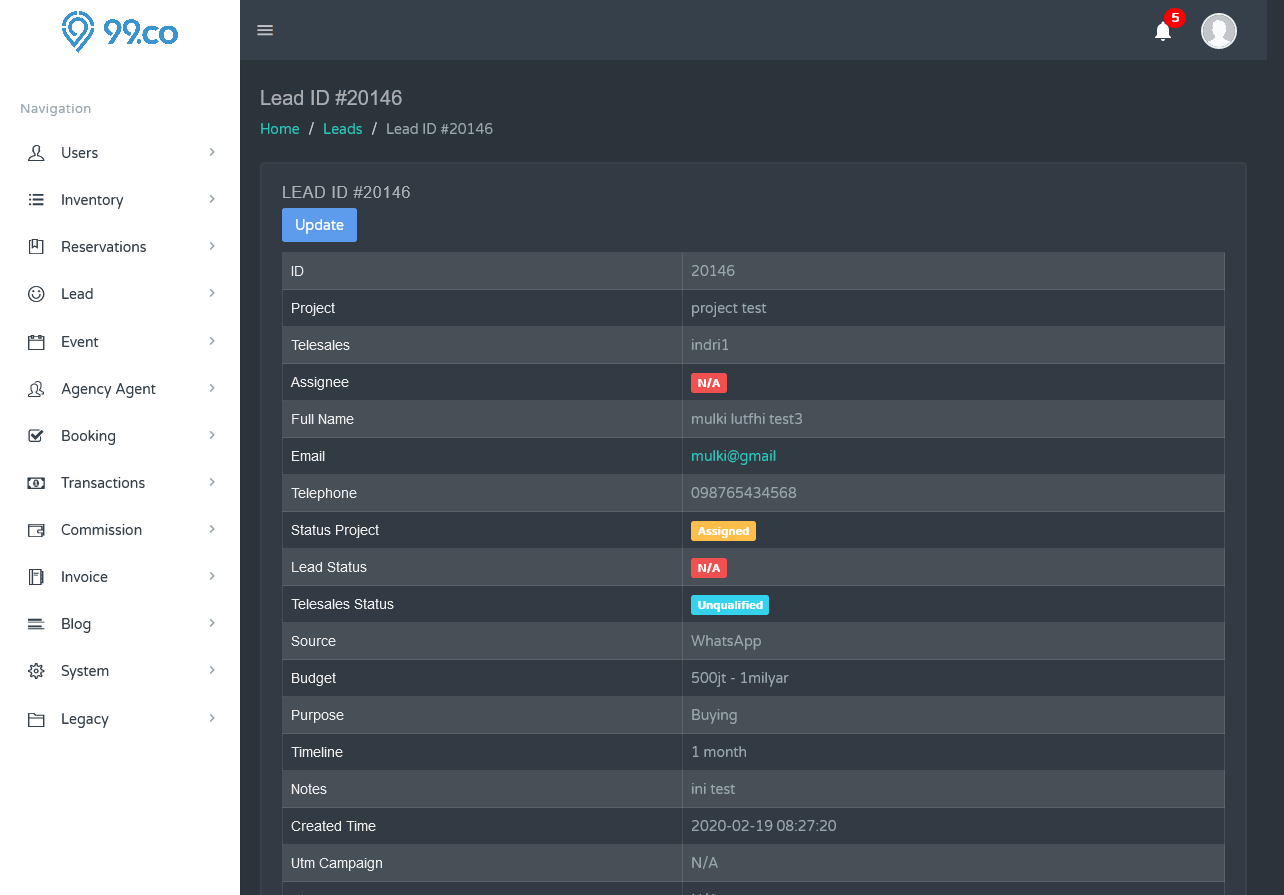 99.co
5
Navigation
Users
Inventory
Reservations
Lead
Event
Agency Agent
Booking
Transactions
Commission
Invoice
Blog
System
Legacy
Lead ID #20146
Home / Leads / Lead ID #20146
LEAD ID #20146
Update
ID 20146
Project project test
Telesales indri1
Assignee N/A
Full Name mulki lutfhi test3
Email mulki@gmail
Telephone 098765434568
Status Project Assigned
Lead Status N/A
Telesales Status Unqualified
Source WhatsApp
Budget 500jt - 1milyar
Purpose Buying
Timeline 1 month
Notes ini test
Created Time 2020-02-19 08:27:20
Utm Campaign N/A